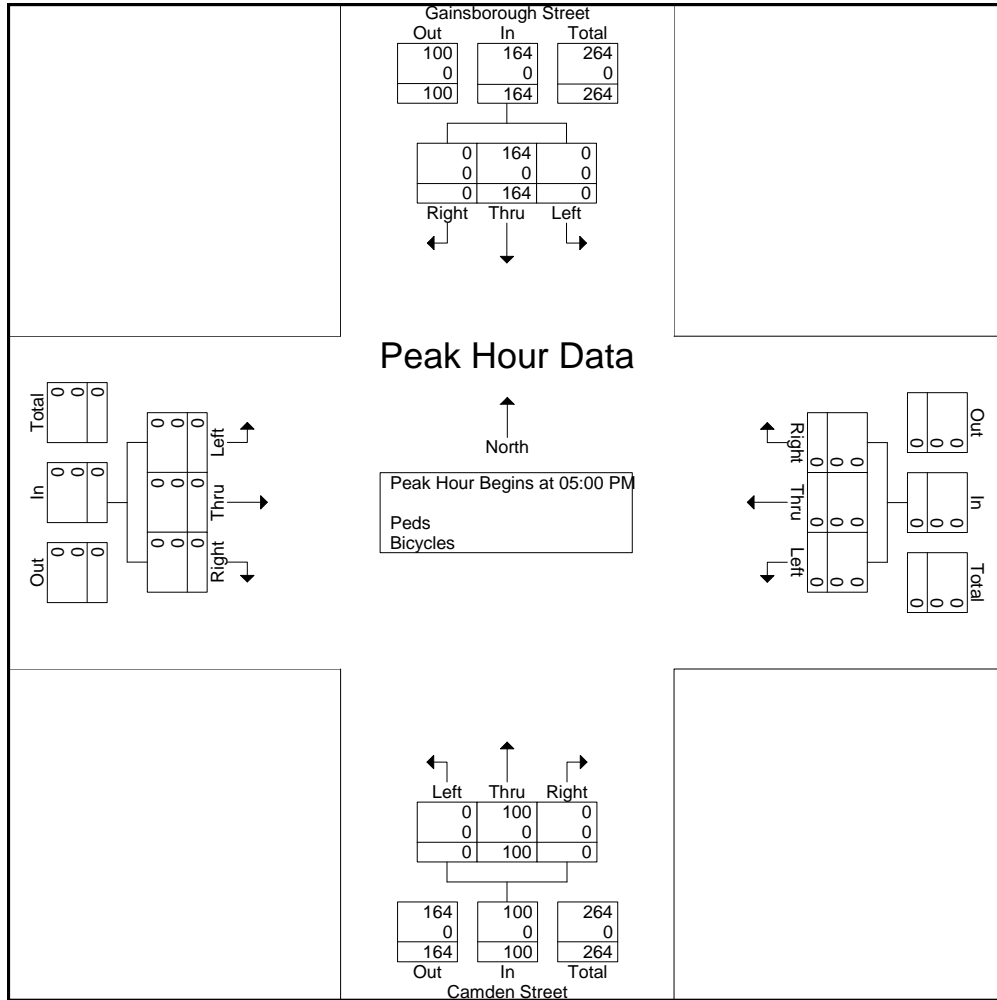 Gainsborough Street
Out In Total
100 164 264
0 0 0
100 164 264
0 164 0
0 0 0
0 164 0
Right Thru Left
Peak Hour Data
North
Peak Hour Begins at 05:00 PM
Peds
Bicycles
Total
0 0 0
In
0 0 0
Out
0 0 0
0 0 0
Left
0 0 0
Thru
0 0 0
Right
Right
0 0 0
Thru
0 0 0
Left
0 0 0
Out
0 0 0
In
0 0 0
Total
0 0 0
Left Thru Right
0 100 0
0 0 0
0 100 0
164 100 264
0 0 0
164 100 264
Out In Total
Camden Street